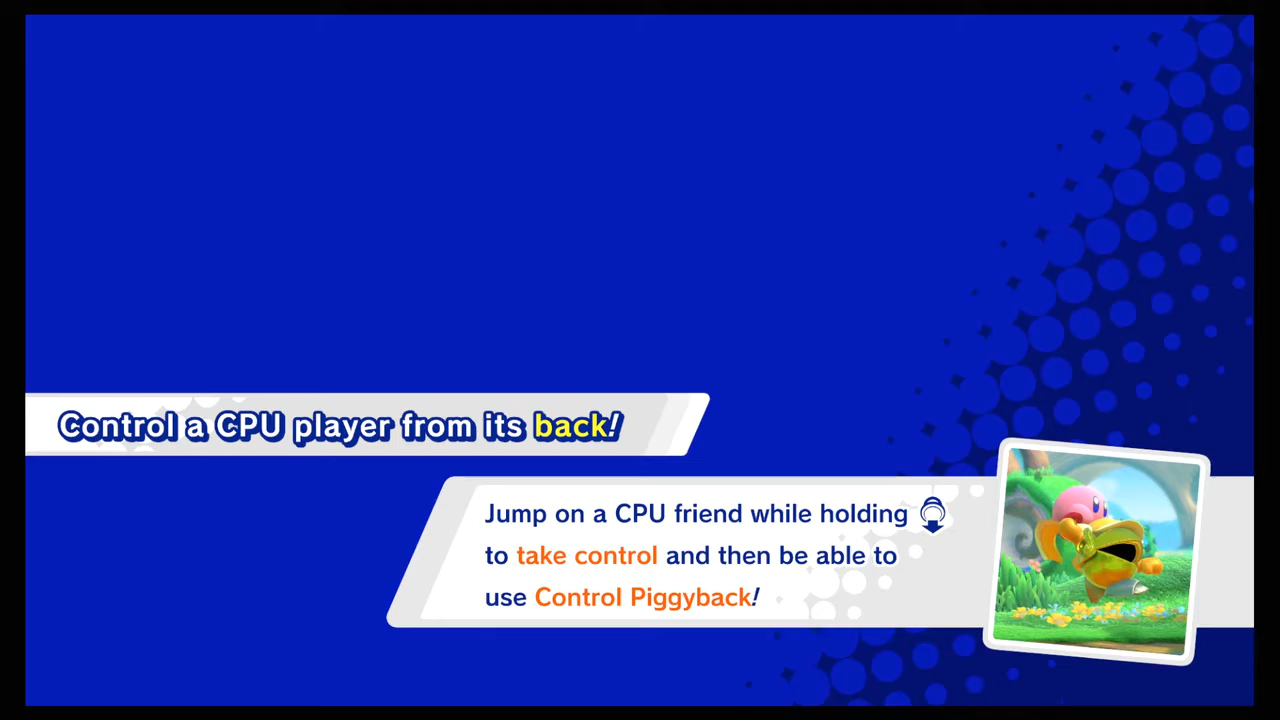 Control a CPU player from its back!
Jump on a CPU friend while holding
to take control and then be able to
use Control Piggyback!